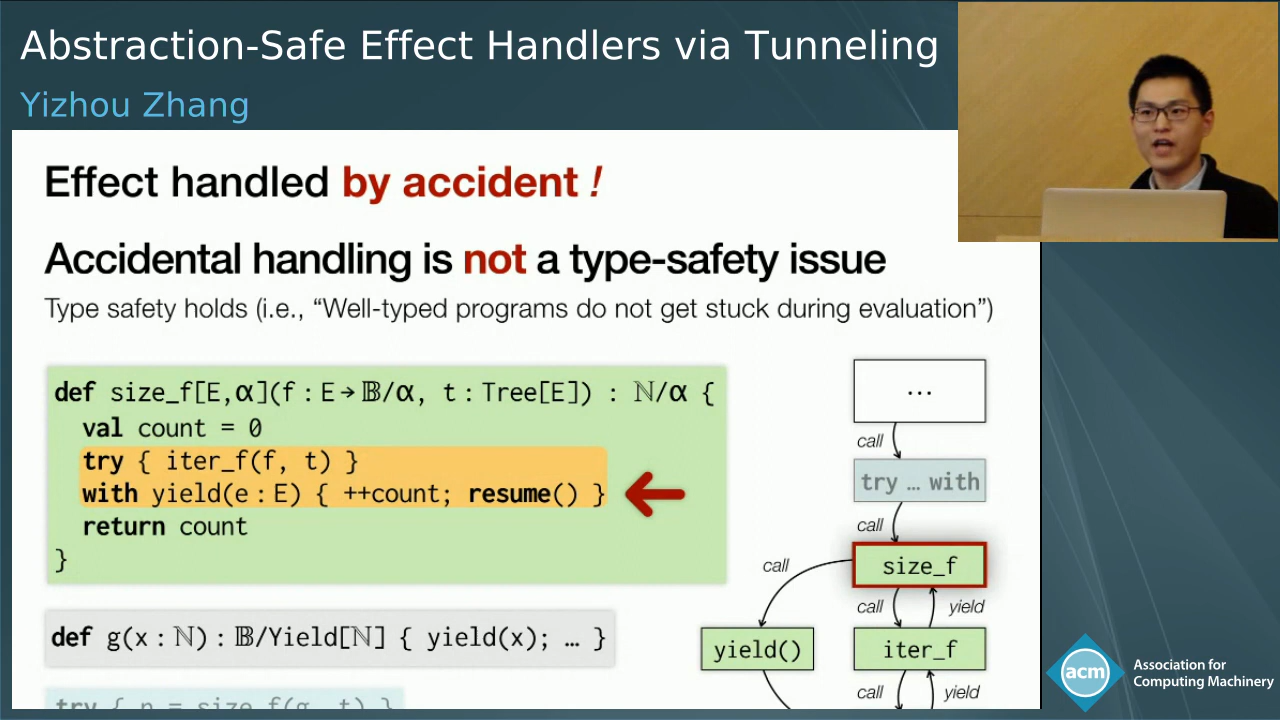 Abstraction-Safe Effect Handlers via Tunneling
Yizhou Zhang
Effect handled by accident !
Accidental handling is not a type-safety issue
Type safety holds (i.e., “Well-typed programs do not get stuck during evaluation”)
def size_f[E,α](f : E → 𝔹/α, t : Tree[E]) : ℕ/α {
val count = 0
try { iter_f(f, t) }
with yield(e : E) { ++count; resume() }
return count
}
def g(x : ℕ) : 𝔹/Yield[ℕ] { yield(x); … }
try { n = size_f(g, t) }
…
call
try … with
call
size_f
call
call
yield
yield()
iter_f
call
yield
acm
Association for
Computing Machinery